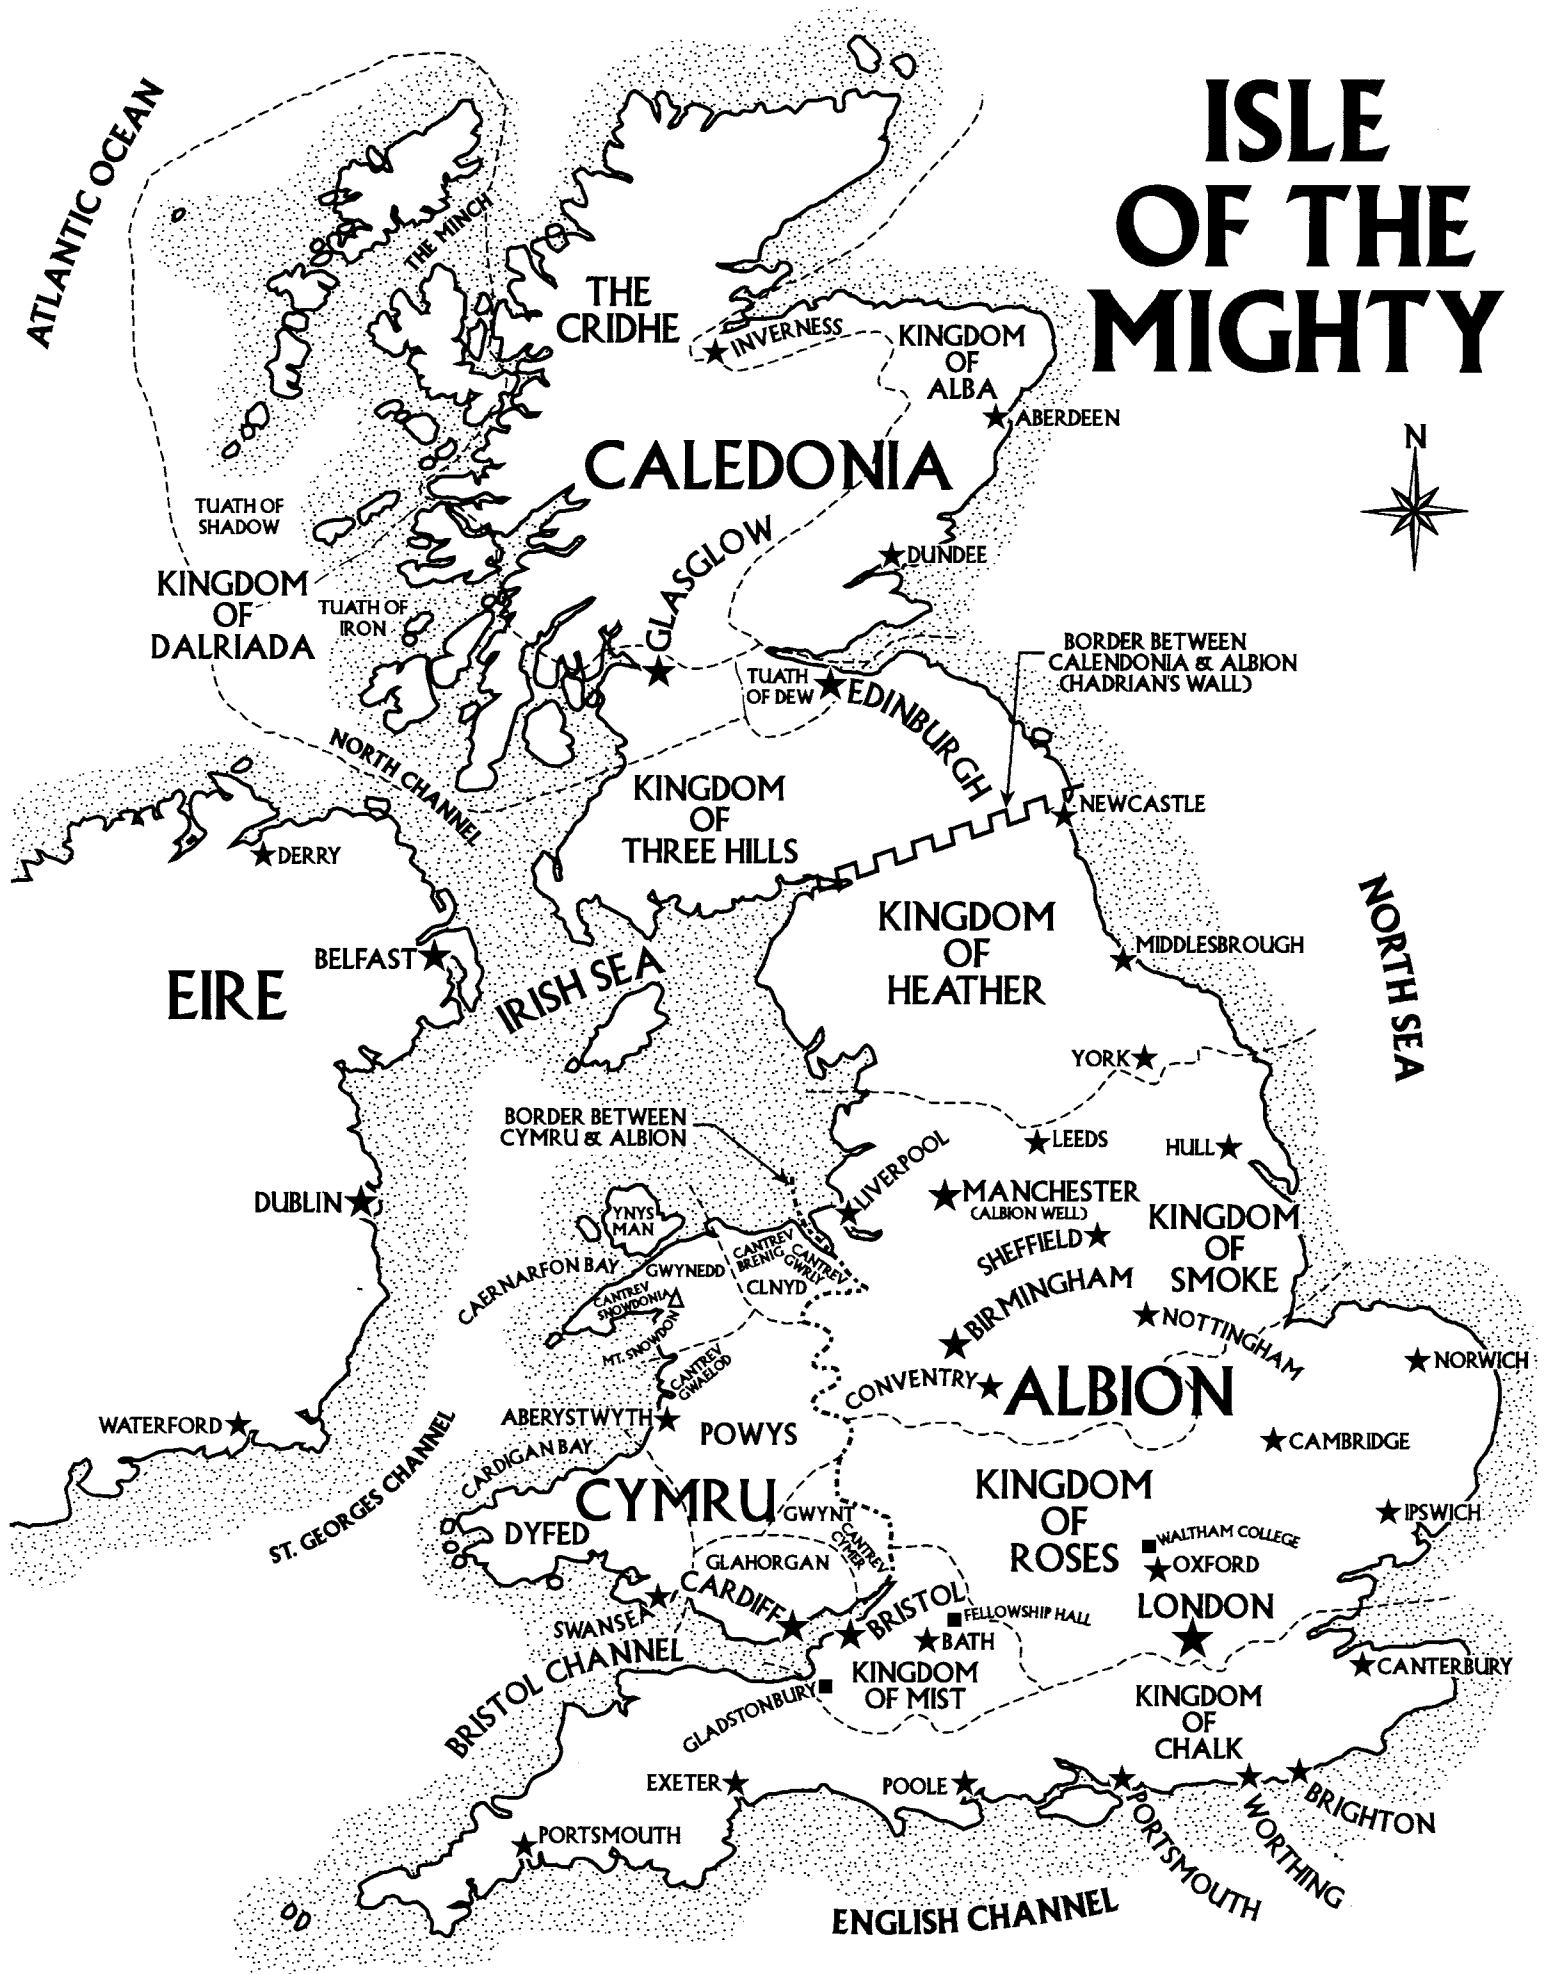 ISLE
OF THE
MIGHTY
ATLANTIC OCEAN
THE MINCH
THE
CRIDHE
INVERNESS
KINGDOM
OF
ALBA
ABERDEEN
N
CALEDONIA
TUATH OF
SHADOW
GLASGLOW
DUNDEE
KINGDOM
OF
DALRIADA
TUATH OF
IRON
BORDER BETWEEN
CALENDONIA & ALBION
(HADRIAN'S WALL)
TUATH
OF DEW
EDINBURGH
NORTH CHANNEL
KINGDOM
OF
THREE HILLS
NEWCASTLE
DERRY
NORTH SEA
KINGDOM
OF
HEATHER
MIDDLESBROUGH
BELFAST
EIRE
IRISH SEA
YORK
BORDER BETWEEN
CYMRU & ALBION
LEEDS
HULL
LIVERPOOL
DUBLIN
MANCHESTER
(ALBION WELL)
KINGDOM
OF
SMOKE
YNYS
MAN
SHEFFIELD
CANTREV
BRENIG
CANTREV
GWRLY
CAERNARFON BAY
GWYNEDD
CLNYD
CANTREV
SNOWDONIA
BIRMINGHAM
NOTTINGHAM
MT. SNOWDON
CANTREV
GWAELOD
NORWICH
CONVENTRY
ALBION
WATERFORD
ABERYSTWYTH
POWYS
CAMBRIDGE
CARDIGAN BAY
ST. GEORGES CHANNEL
CYMRU
KINGDOM
OF
ROSES
GWYNT
IPSWICH
DYFED
CANTREV
CYMER
WALTHAM COLLEGE
GLAHORGAN
OXFORD
CARDIFF
LONDON
SWANSEA
BRISTOL
FELLOWSHIP HALL
BATH
BRISTOL CHANNEL
KINGDOM
OF MIST
CANTERBURY
GLADSTONBURY
KINGDOM
OF
CHALK
EXETER
POOLE
PORTSMOUTH
PORTSMOUTH
WORTHING
BRIGHTON
ENGLISH CHANNEL